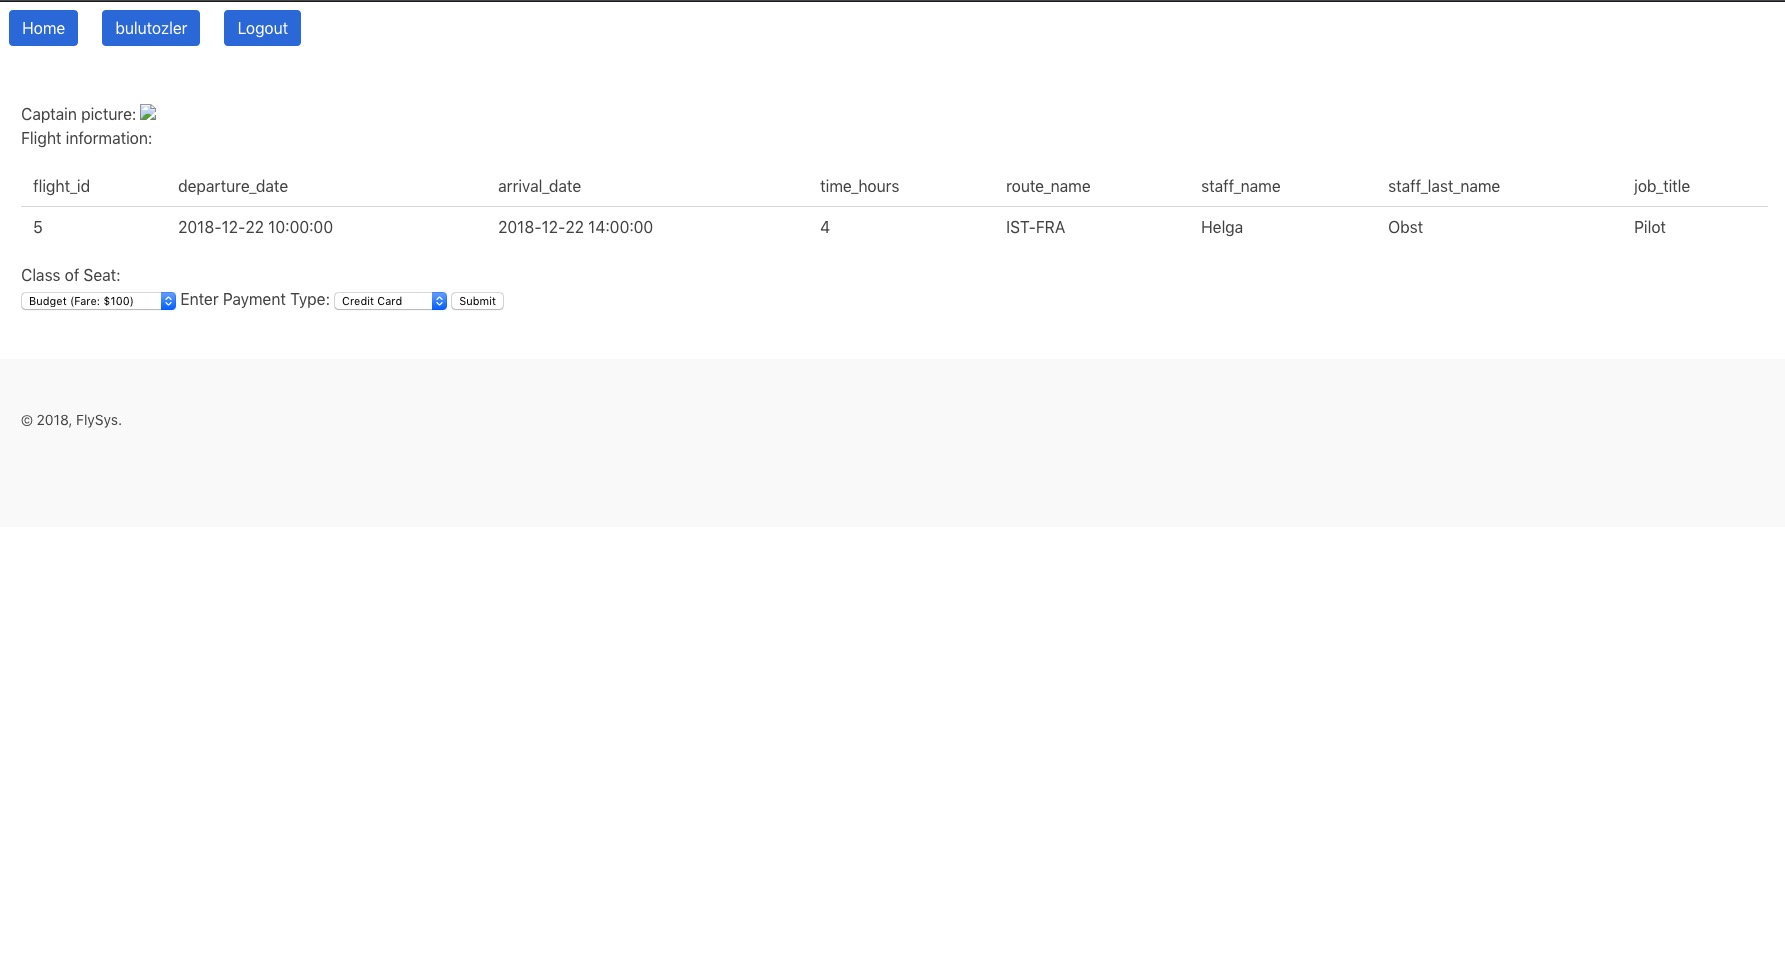 Home bulutozler Logout
Captain picture:
Flight information:
flight_id departure_date arrival_date time_hours route_name staff_name staff_last_name job_title
5 2018-12-22 10:00:00 2018-12-22 14:00:00 4 IST-FRA Helga Obst Pilot
Class of Seat:
Budget (Fare: $100) Enter Payment Type: Credit Card Submit
© 2018, FlySys.